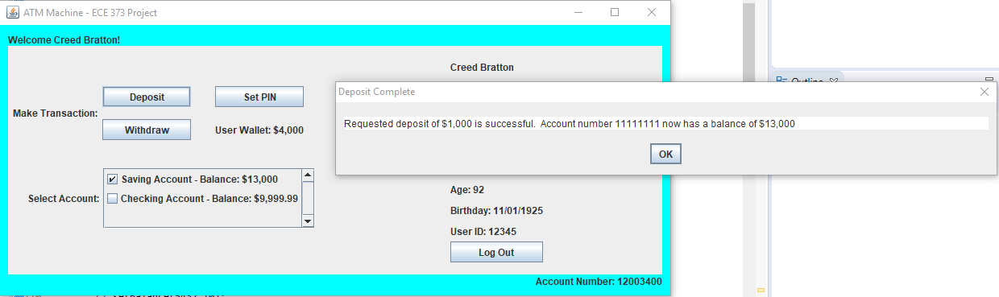 ATM Machine - ECE 373 Project
Welcome Creed Bratton!
Creed Bratton
Deposit
Set PIN
Make Transaction:
Withdraw
User Wallet: $4,000
Deposit Complete
Requested deposit of $1,000 is successful. Account number 11111111 now has a balance of $13,000
OK
Select Account:
Saving Account - Balance: $13,000
Checking Account - Balance: $9,999.99
Age: 92
Birthday: 11/01/1925
User ID: 12345
Log Out
Account Number: 12003400
Outline